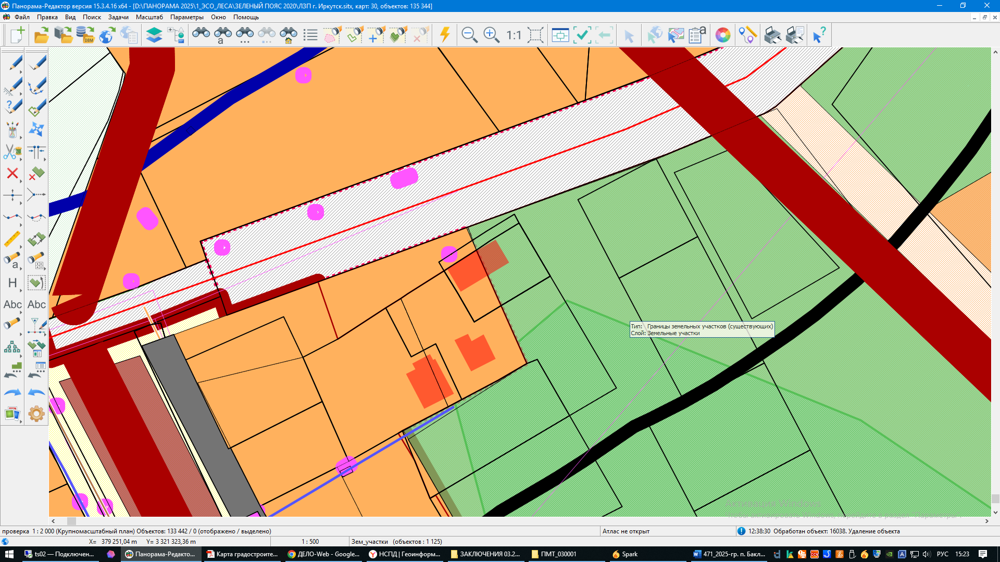 Панорама-Редактор версия 15.3.4.16 x64 - [D:\ПАНОРАМА 2025\1_ЭСО_ЛЕСА\ЗЕЛЕНЫЙ ПОЯС 2020\ЛЗП г. Иркутск.sitx, карт: 30, объектов: 135 344]
Файл Правка Вид Поиск Задачи Масштаб Параметры Окно Помощь
DBM a 1:1 a ?
?
a
H
Abc Abc
Тип: Границы земельных участков (существующих)
Слой: Земельные участки
Активация Windows
Чтобы активировать Windows, перейдите в раздел "Параметры".
проверка 1 : 2 000 (Крупномасштабный план) Объектов: 133 442 / 0 (отображено / выделено) Атлас не открыт 12:38:30 Обработан объект: 16038. Удаление объекта
X= 379 251,04 m Y= 3 321 323,36 m 1 : 500 Зем_участки (объектов : 1 125)
ts02 — Подключен... Панорама-Редакто... Карта градостроите... ДЕЛО-Web - Google... НСПД | Геоинформ... ЗАКЛЮЧЕНИЯ 03.2... ПМТ_030001 Spark 471_2025-гр. п. Бакл... РУС 15:23